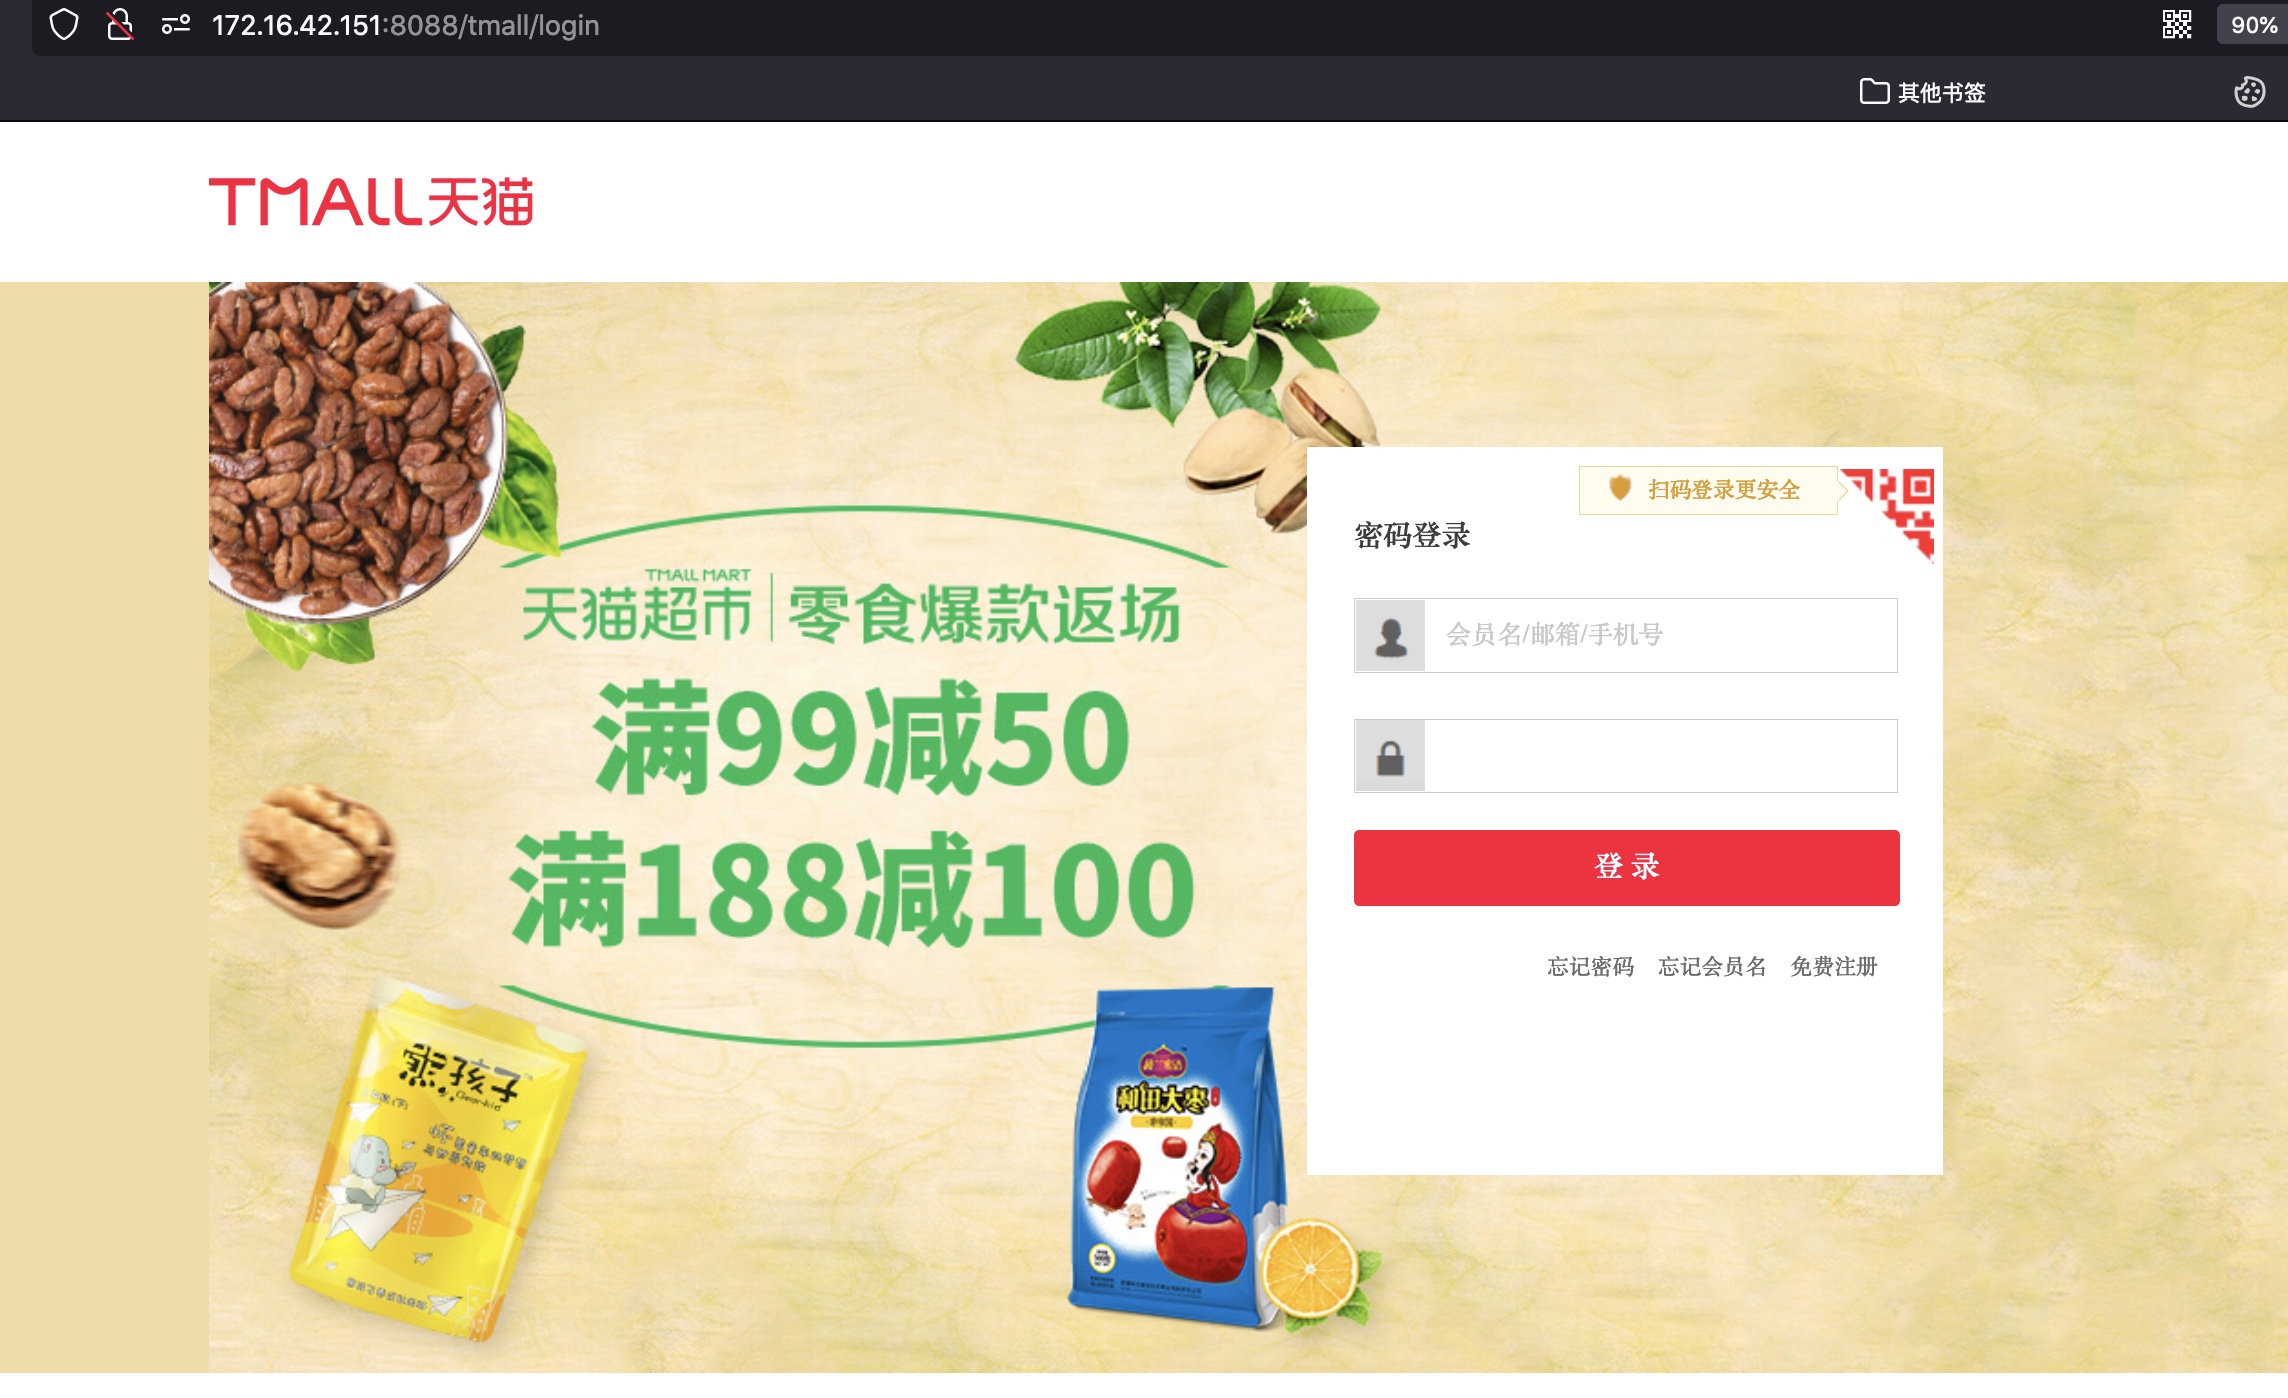 172.16.42.151:8088/tmall/login
90%
其他书签
TMALL天猫
扫码登录更安全
密码登录
会员名/邮箱/手机号
登 录
忘记密码 忘记会员名 免费注册
TMALL MART
天猫超市|零食爆款返场
满99减50
满188减100
和田大枣